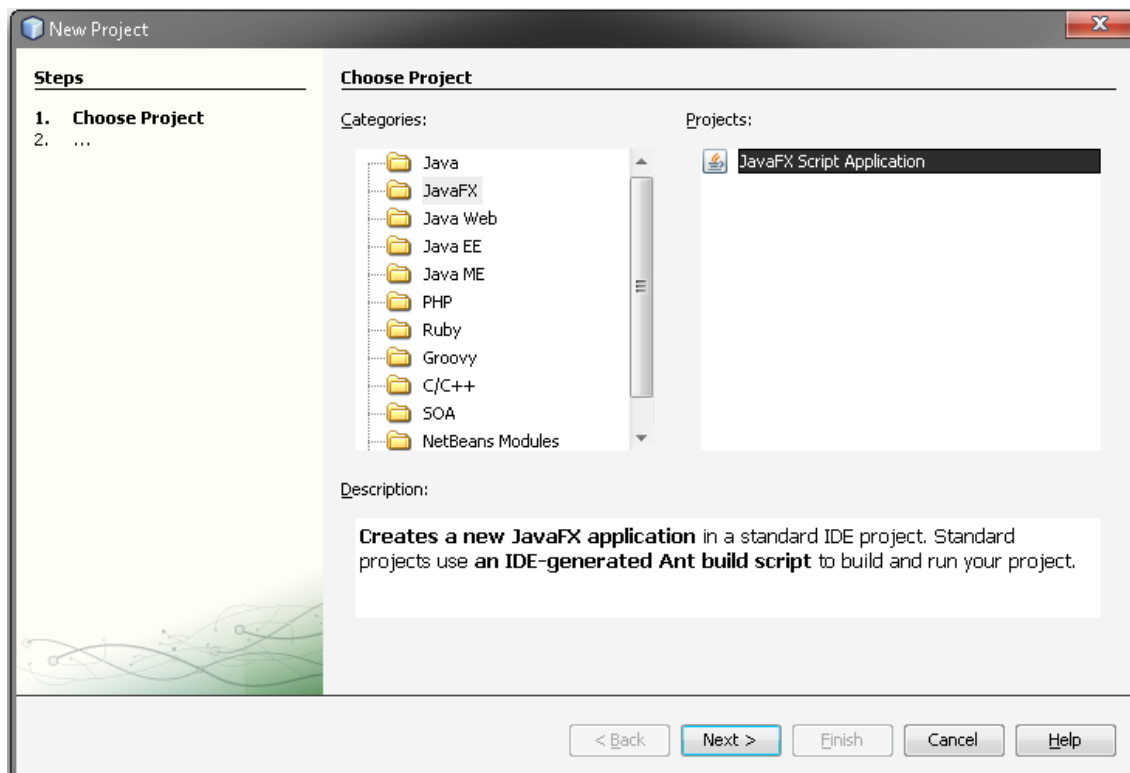 New Project
Steps
1. Choose Project
2. ...
Choose Project
Categories:
Java
JavaFX
Java Web
Java EE
Java ME
PHP
Ruby
Groovy
C/C++
SOA
NetBeans Modules
Projects:
JavaFX Script Application
Description:
Creates a new JavaFX application in a standard IDE project. Standard
projects use an IDE-generated Ant build script to build and run your project.
< Back
Next >
Finish
Cancel
Help